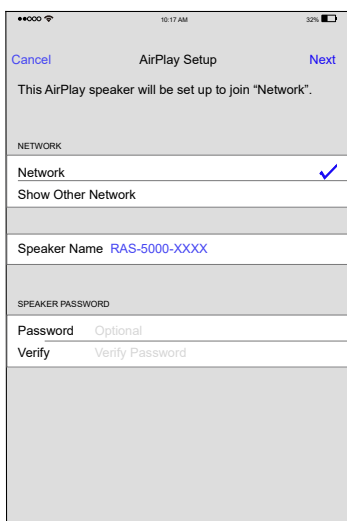 10:17 AM 32%
Cancel AirPlay Setup Next
This AirPlay speaker will be set up to join “Network”.
NETWORK
Network
Show Other Network
Speaker Name RAS-5000-XXXX
SPEAKER PASSWORD
Password Optional
Verify Verify Password